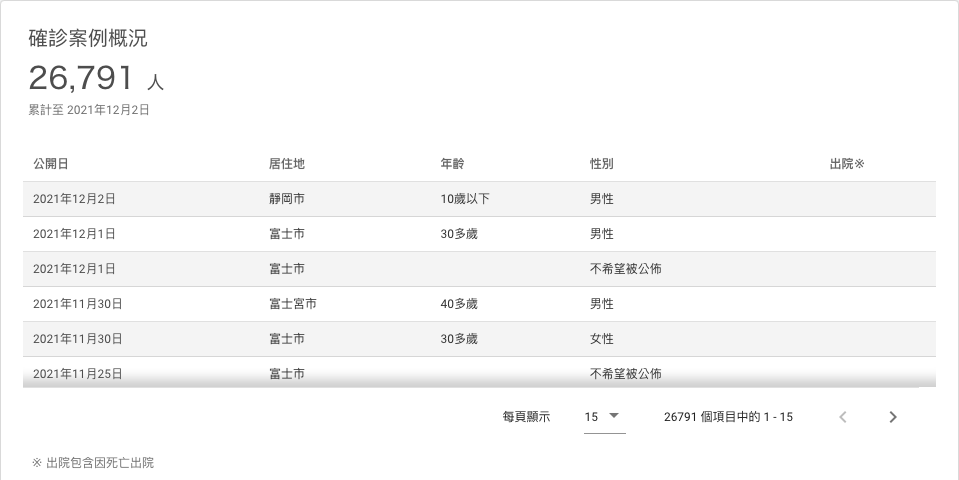 確診案例概況
26,791 人
累計至 2021年12月2日
公開日 居住地 年齡 性別 出院※
2021年12月2日 靜岡市 10歲以下 男性
2021年12月1日 富士市 30多歲 男性
2021年12月1日 富士市 不希望被公佈
2021年11月30日 富士宮市 40多歲 男性
2021年11月30日 富士市 30多歲 女性
2021年11月25日 富士市 不希望被公佈
每頁顯示 15 26791 個項目中的 1 - 15
※ 出院包含因死亡出院